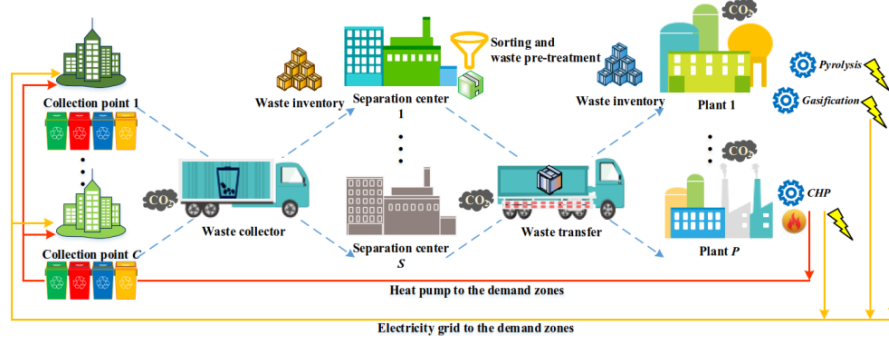 CO₂
Sorting and
waste pre-treatment
Pyrolysis
Waste inventory
Separation center
1
Waste inventory
Plant 1
Gasification
Collection point 1
CO₂
CO₂
CO₂
CHP
Waste collector
Separation center
S
Waste transfer
Plant P
Collection point C
Heat pump to the demand zones
Electricity grid to the demand zones